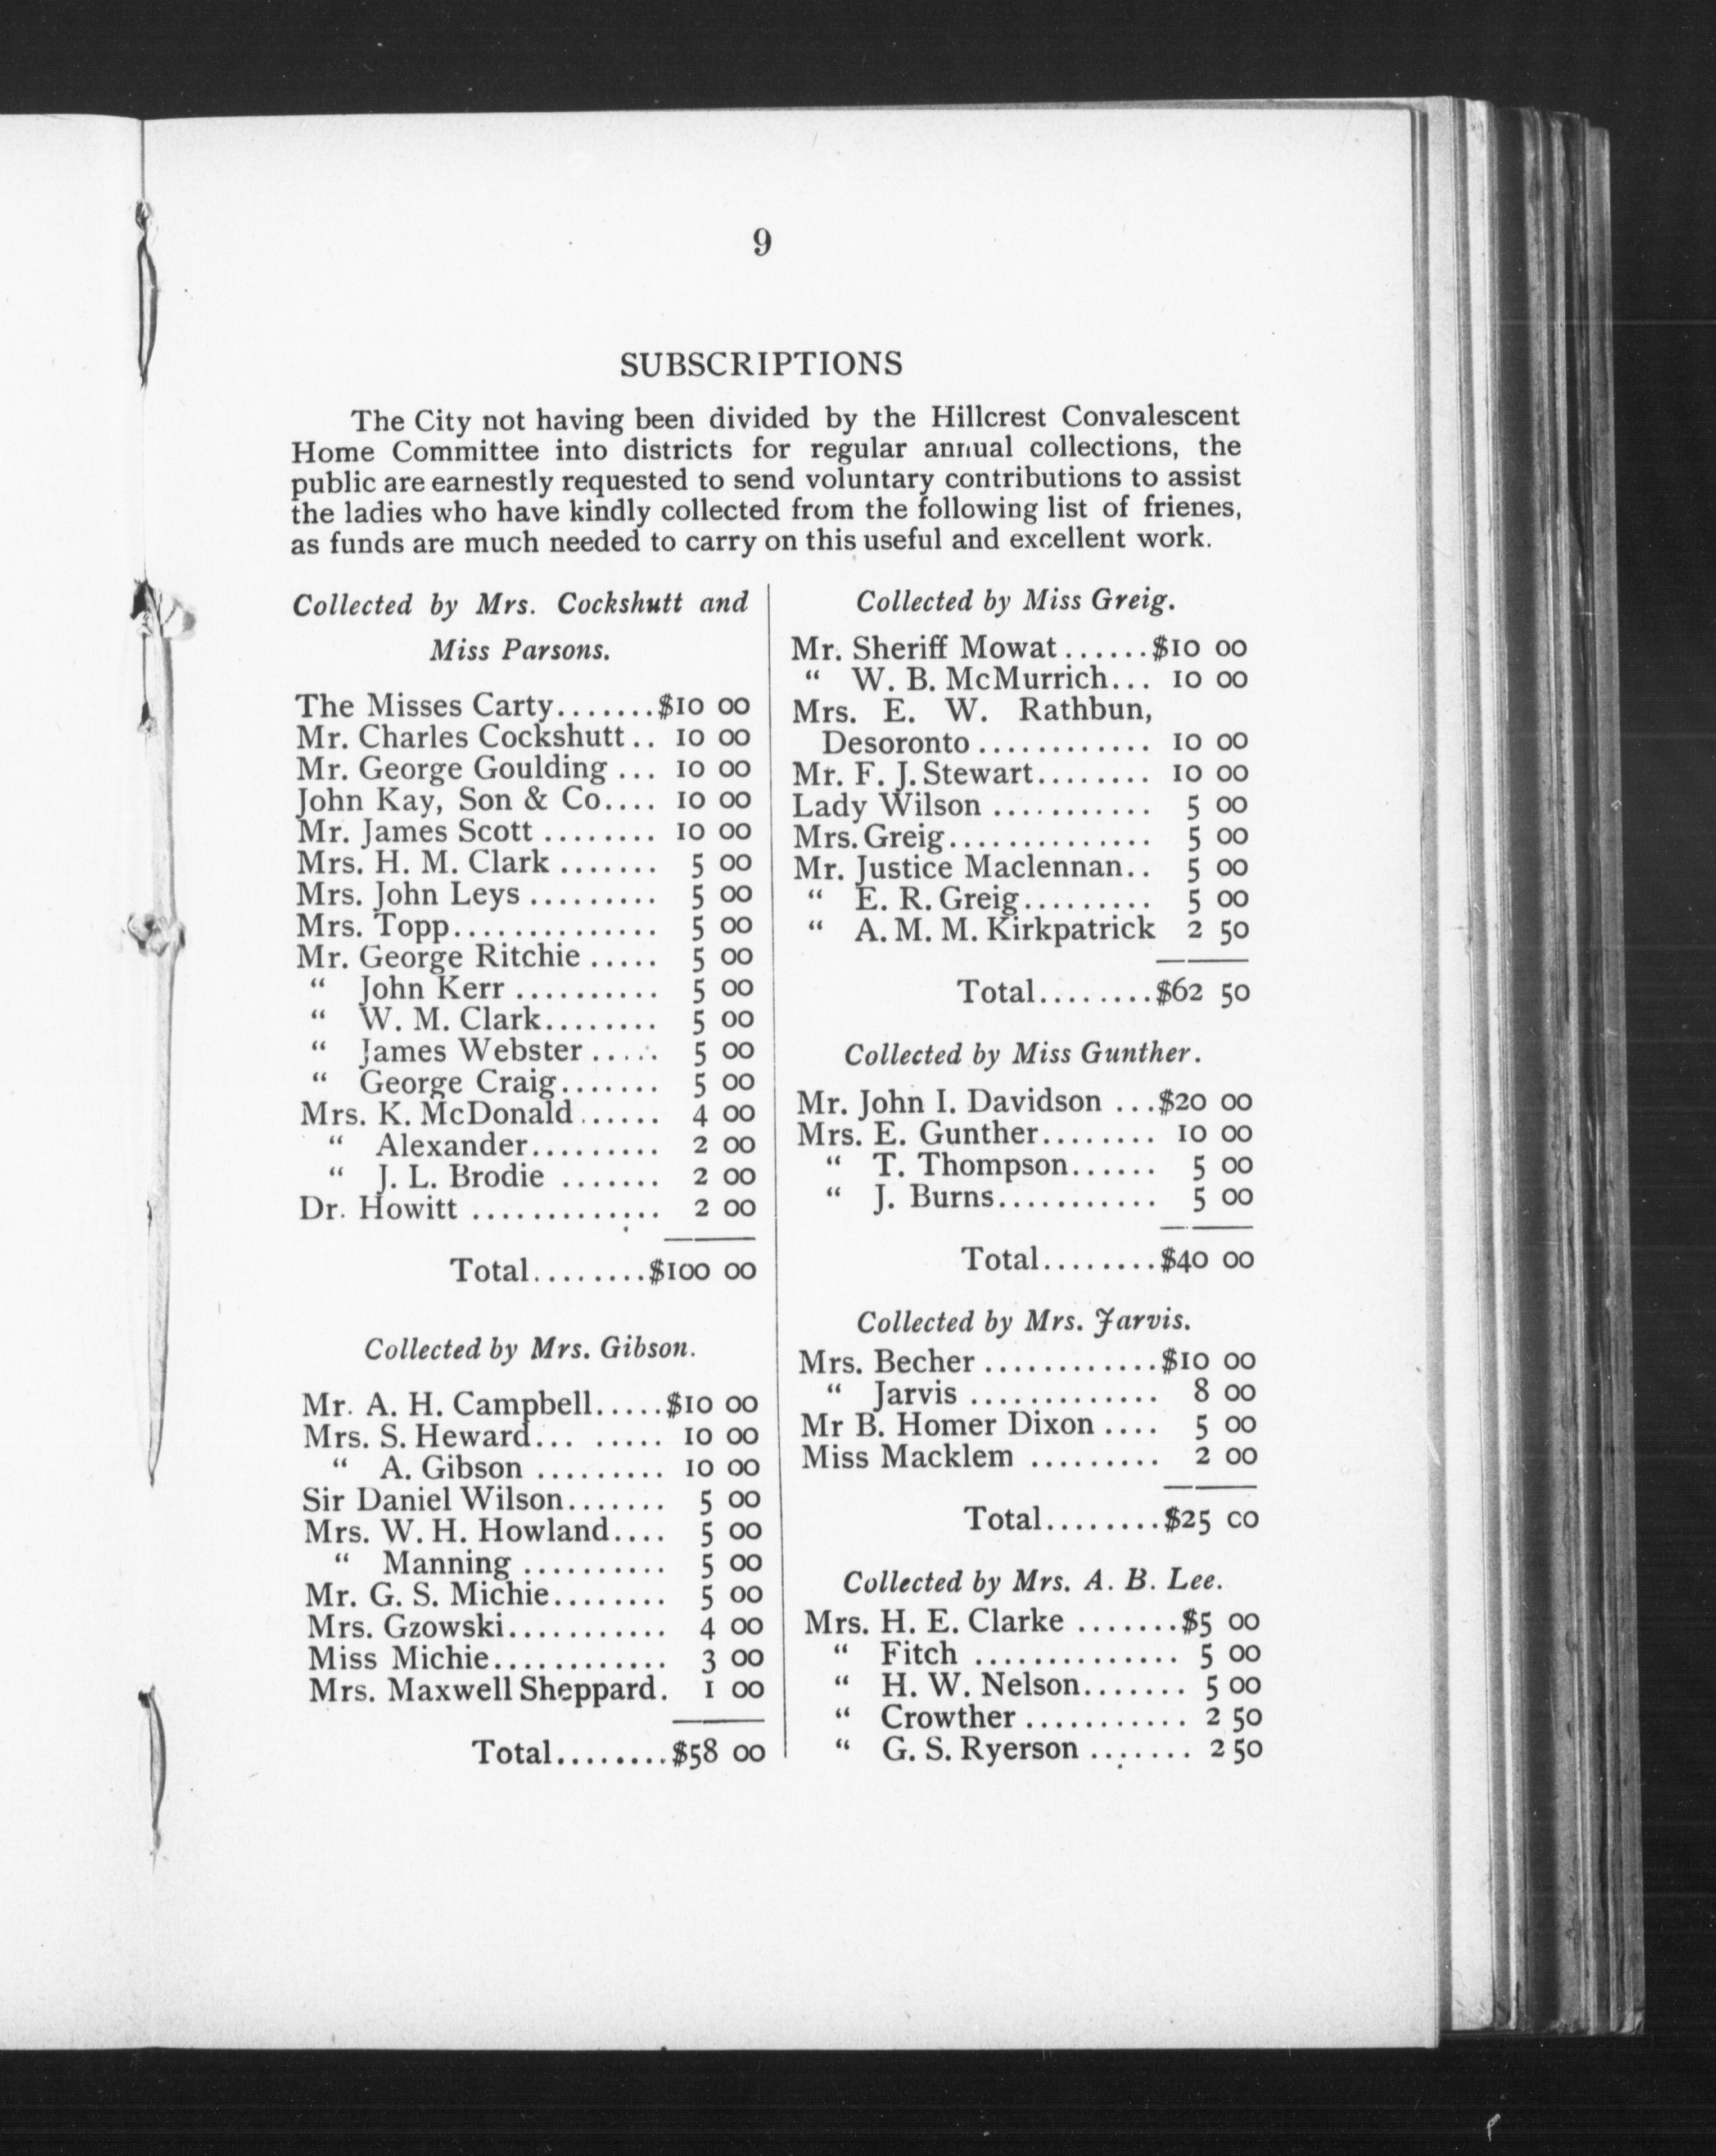 9
SUBSCRIPTIONS
The City not having been divided by the Hillcrest Convalescent
Home Committee into districts for regular annual collections, the
public are earnestly requested to send voluntary contributions to assist
the ladies who have kindly collected from the following list of frienes,
as funds are much needed to carry on this useful and excellent work.
Collected by Mrs. Cockshutt and
Miss Parsons.
The Misses Carty.......$10 00
Mr. Charles Cockshutt.. 10 00
Mr. George Goulding ... 10 00
John Kay, Son & Co.... 10 00
Mr. James Scott ........ 10 00
Mrs. H. M. Clark ....... 5 00
Mrs. John Leys ......... 5 00
Mrs. Topp.............. 5 00
Mr. George Ritchie ..... 5 00
“ John Kerr .......... 5 00
“ W. M. Clark........ 5 00
“ James Webster ..... 5 00
“ George Craig....... 5 00
Mrs. K. McDonald...... 4 00
“ Alexander......... 2 00
“ J. L. Brodie ....... 2 00
Dr. Howitt ............. 2 00
Total........$100 00
Collected by Mrs. Gibson.
Mr. A. H. Campbell.....$10 00
Mrs. S. Heward... ..... 10 00
“ A. Gibson ......... 10 00
Sir Daniel Wilson....... 5 00
Mrs. W. H. Howland.... 5 00
“ Manning .......... 5 00
Mr. G. S. Michie........ 5 00
Mrs. Gzowski........... 4 00
Miss Michie............ 3 00
Mrs. Maxwell Sheppard. 1 00
Total........$58 00
Collected by Miss Greig.
Mr. Sheriff Mowat......$10 00
“ W. B. McMurrich... 10 00
Mrs. E. W. Rathbun,
Desoronto............ 10 00
Mr. F. J. Stewart........ 10 00
Lady Wilson ........... 5 00
Mrs. Greig.............. 5 00
Mr. Justice Maclennan.. 5 00
“ E. R. Greig......... 5 00
“ A. M. M. Kirkpatrick 2 50
Total........$62 50
Collected by Miss Gunther.
Mr. John I. Davidson ...$20 00
Mrs. E. Gunther........ 10 00
“ T. Thompson...... 5 00
“ J. Burns........... 5 00
Total........$40 00
Collected by Mrs. Jarvis.
Mrs. Becher ............$10 00
“ Jarvis ............. 8 00
Mr B. Homer Dixon .... 5 00
Miss Macklem ......... 2 00
Total........$25 co
Collected by Mrs. A. B. Lee.
Mrs. H. E. Clarke .......$5 00
“ Fitch .............. 5 00
“ H. W. Nelson....... 5 00
“ Crowther ........... 2 50
“ G. S. Ryerson ....... 2 50